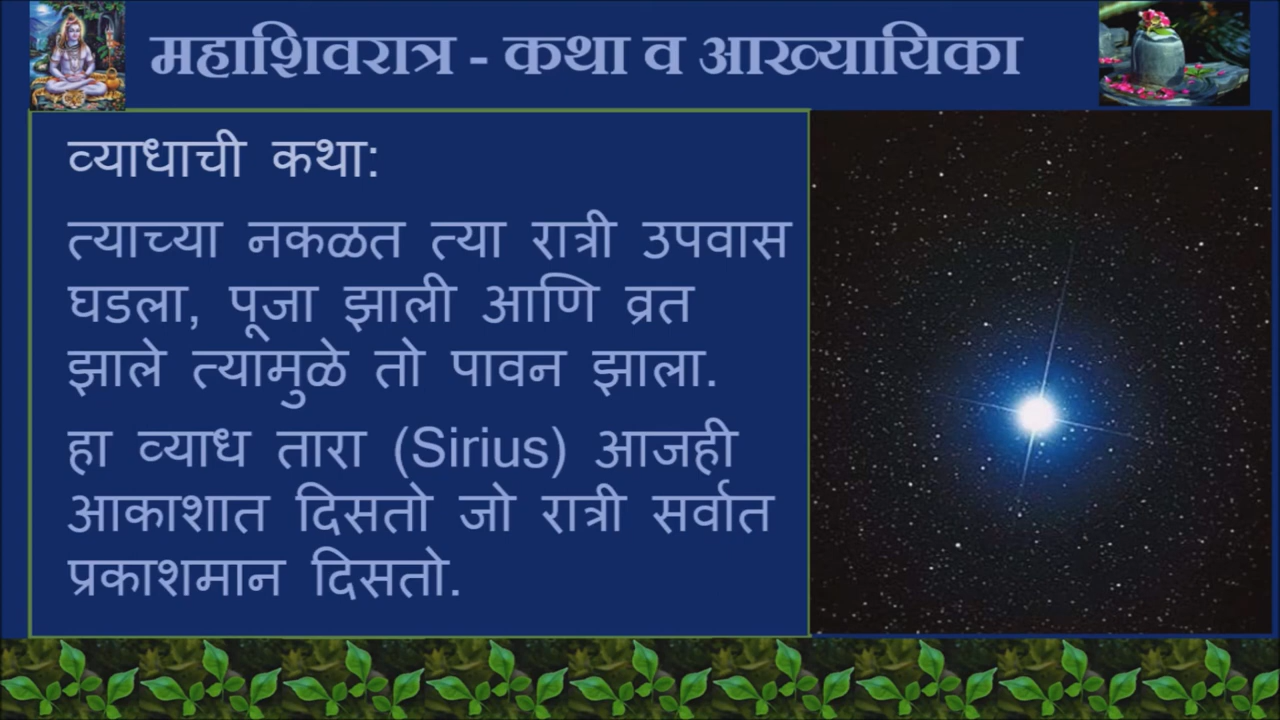 महाशिवरात्र - कथा व आख्यायिका
व्याधाची कथा:
त्याच्या नकळत त्या रात्री उपवास
घडला, पूजा झाली आणि व्रत
झाले त्यामुळे तो पावन झाला.
हा व्याध तारा (Sirius) आजही
आकाशात दिसतो जो रात्री सर्वात
प्रकाशमान दिसतो.